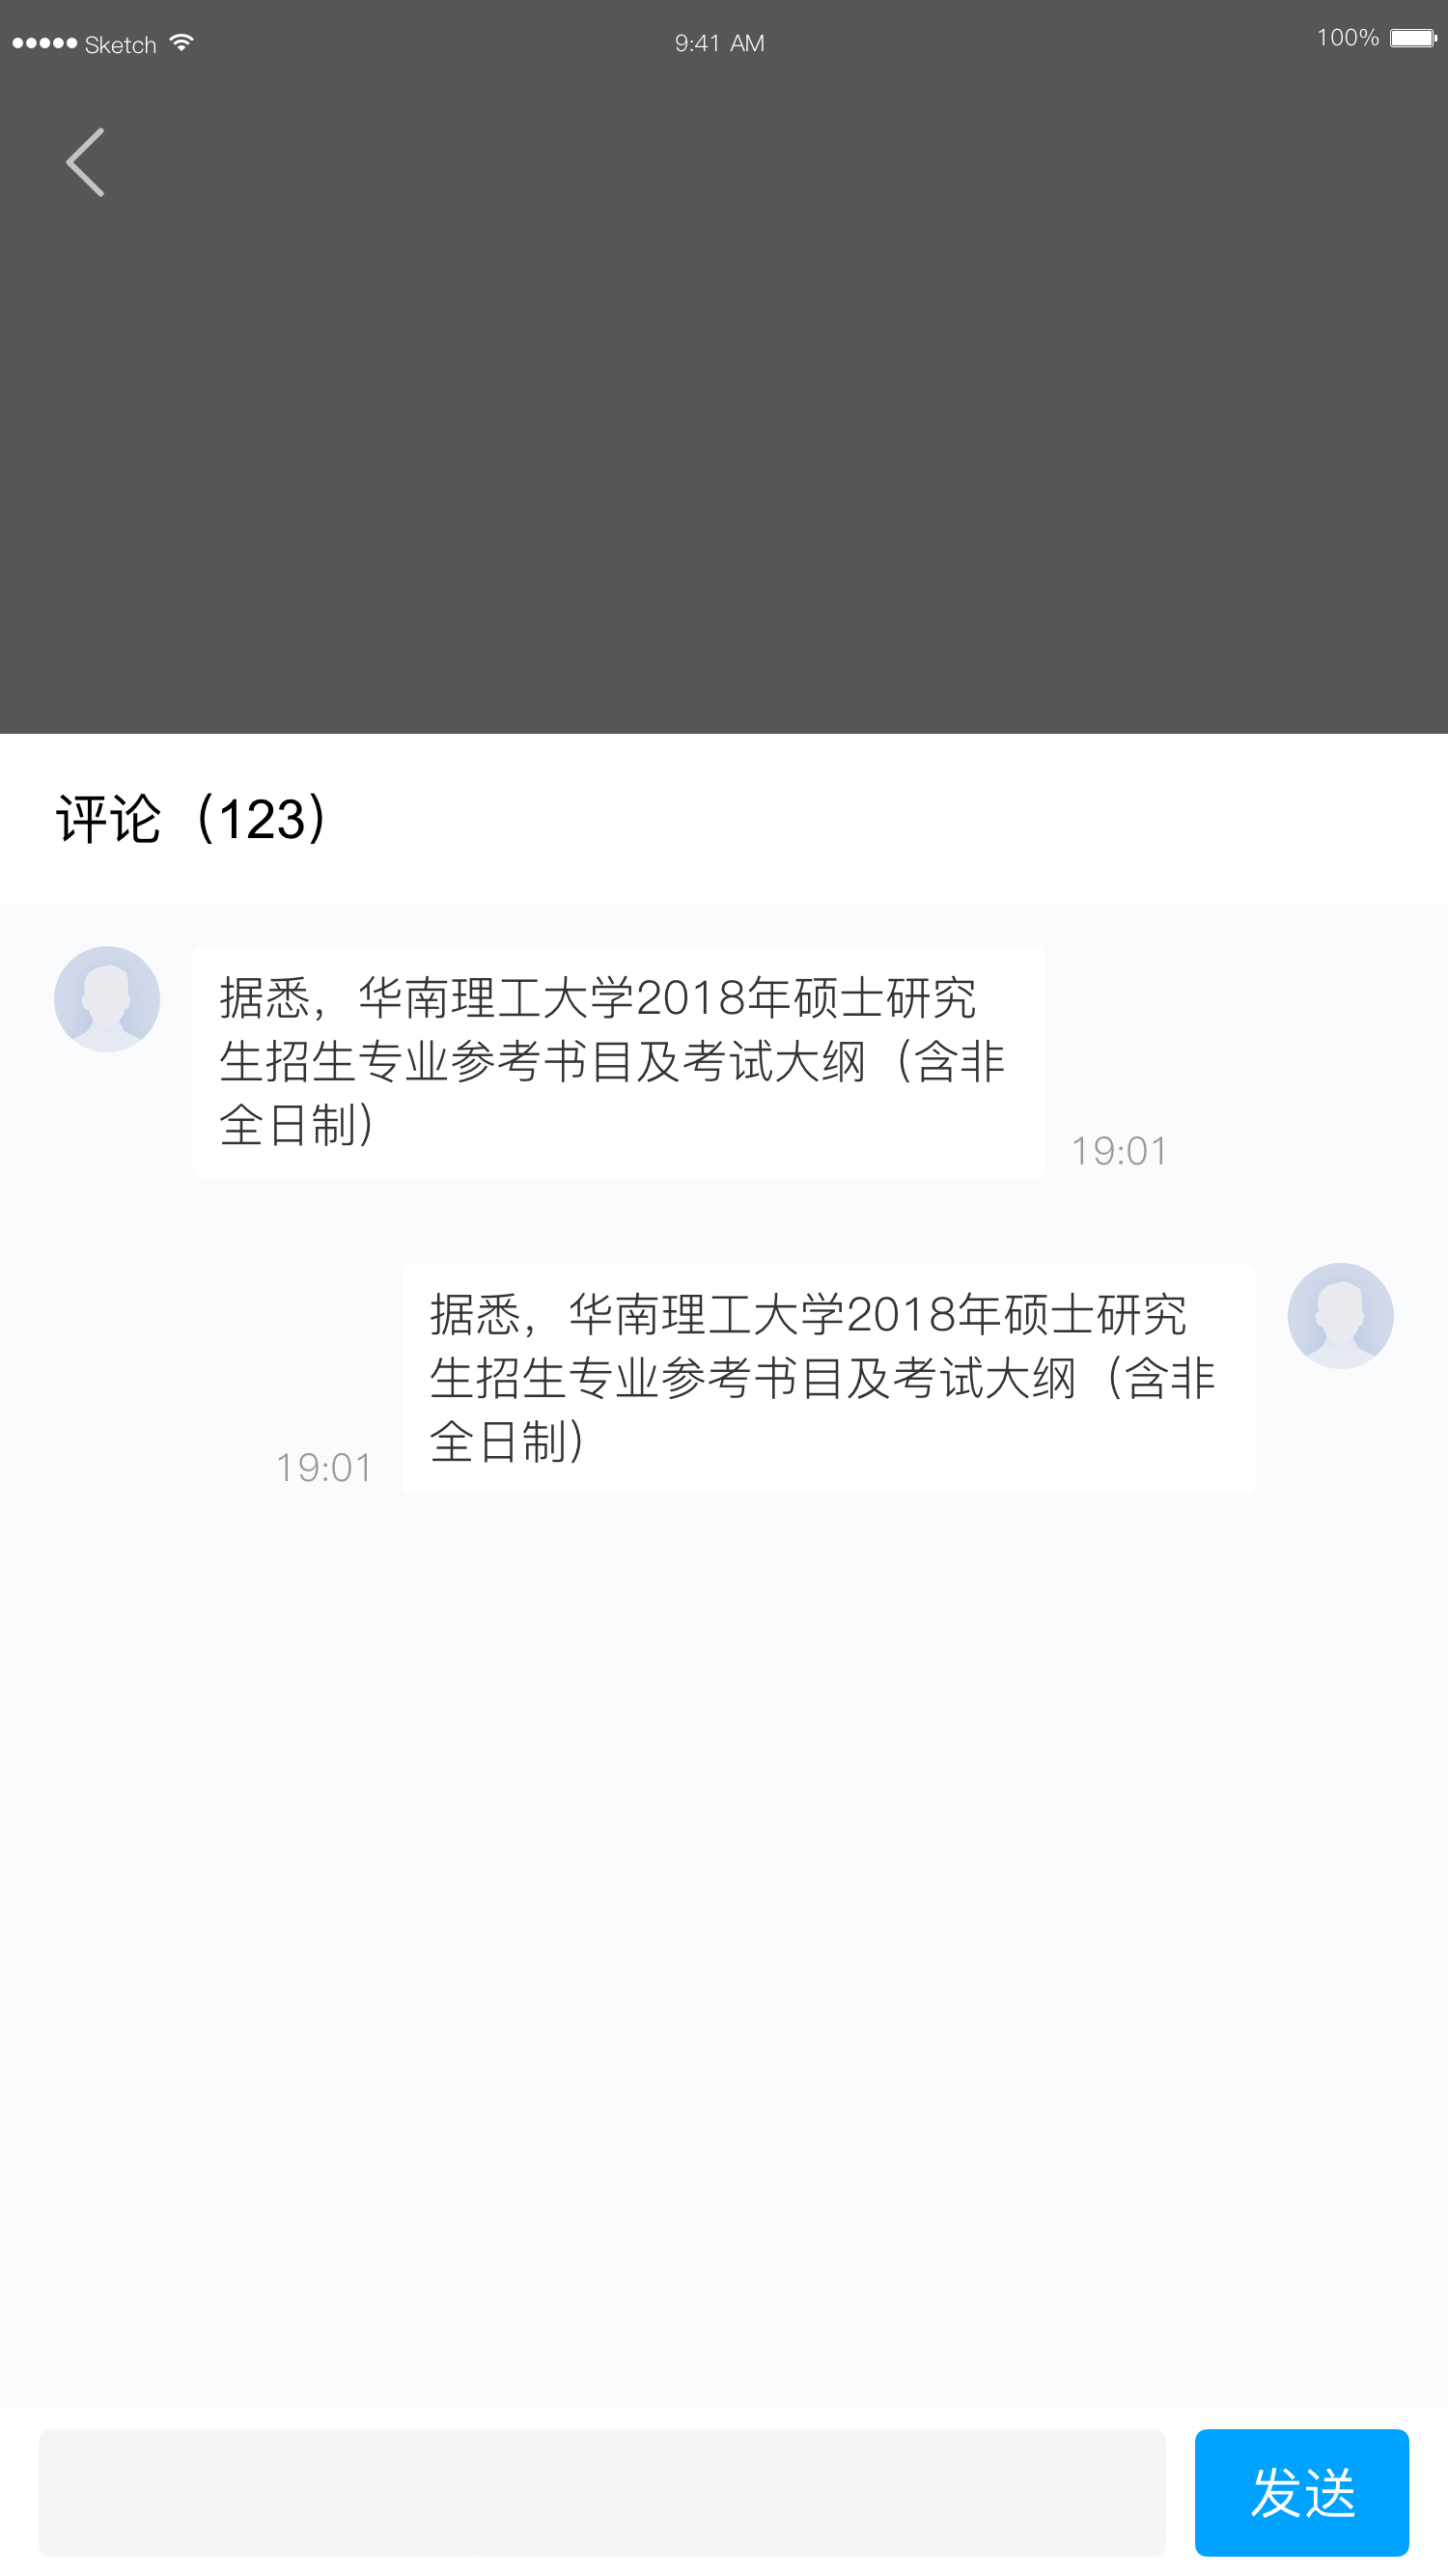 Sketch
9:41 AM
100%
评论（123）
据悉，华南理工大学2018年硕士研究
生招生专业参考书目及考试大纲（含非
全日制）
19:01
据悉，华南理工大学2018年硕士研究
生招生专业参考书目及考试大纲（含非
全日制）
19:01
发送